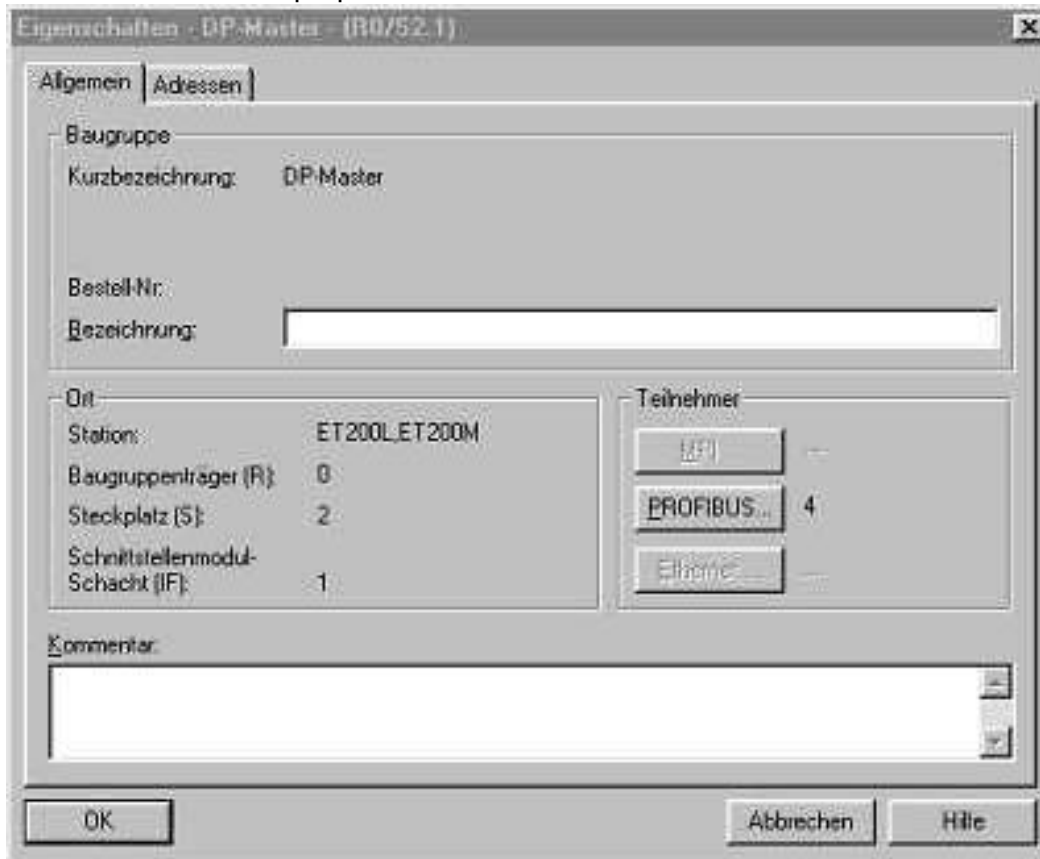 Eigenschaften - DP-Master - (R0/S2.1)
Allgemein Adressen
Baugruppe
Kurzbezeichnung: DP-Master
Bestell-Nr:
Bezeichnung:
Ort
Station: ET200L,ET200M
Baugruppenträger (R): 0
Steckplatz (S): 2
Schnittstellenmodul-
Schacht (IF): 1
Teilnehmer
MPI ---
PROFIBUS... 4
Ethernet ... ---
Kommentar:
OK Abbrechen Hilfe